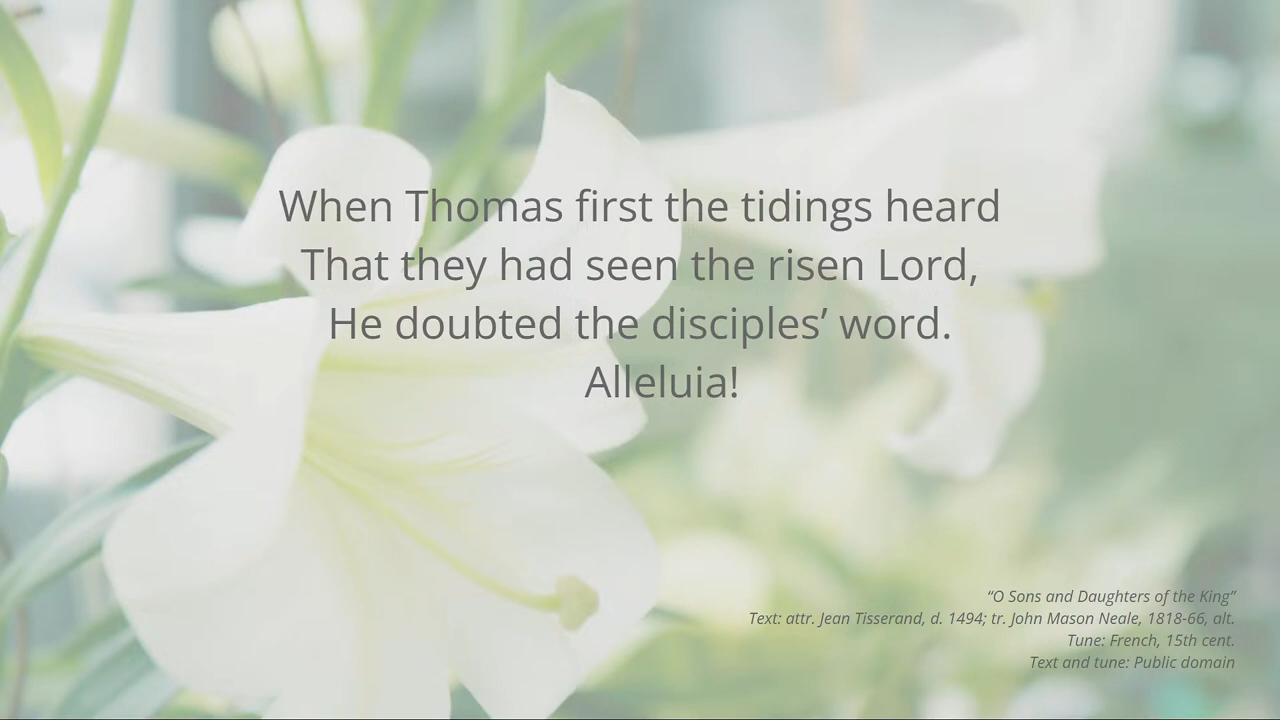 When Thomas first the tidings heard
That they had seen the risen Lord,
He doubted the disciples’ word.
Alleluia!
“O Sons and Daughters of the King”
Text: attr. Jean Tisserand, d. 1494; tr. John Mason Neale, 1818-66, alt.
Tune: French, 15th cent.
Text and tune: Public domain